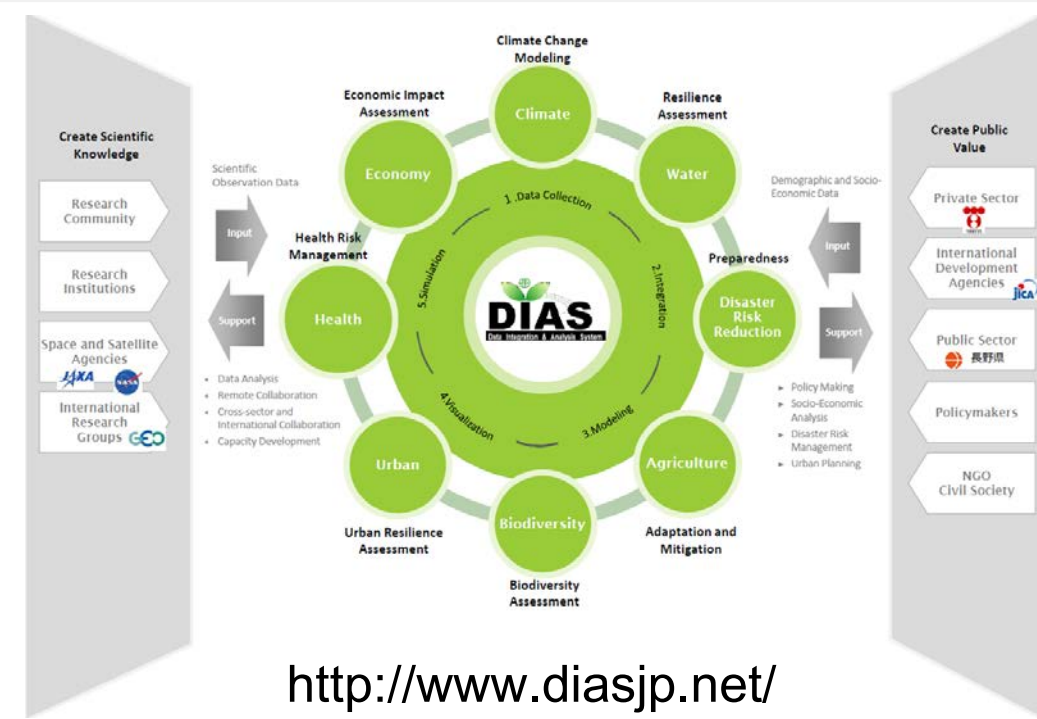 Create Scientific
Knowledge
Research
Community
Research
Institutions
Space and Satellite
Agencies
JAXA NASA
International
Research
Groups GEO
Scientific
Observation Data
Input
Support
• Data Analysis
• Remote Collaboration
• Cross-sector and
International Collaboration
• Capacity Development
Climate Change
Modeling
Climate
Economic Impact
Assessment
Economy
Resilience
Assessment
Water
Health Risk
Management
Health
Preparedness
Disaster
Risk
Reduction
Urban
Urban Resilience
Assessment
Biodiversity
Biodiversity
Assessment
Agriculture
Adaptation and
Mitigation
1 .Data Collection
2.Integration
3.Modeling
4.Visualization
5.Simulation
DIAS
Data Integration & Analysis System
Demographic and Socio-
Economic Data
Input
Support
► Policy Making
► Socio-Economic
Analysis
► Disaster Risk
Management
► Urban Planning
Create Public
Value
Private Sector
International
Development
Agencies
JICA
Public Sector
長野県
Policymakers
NGO
Civil Society
http://www.diasjp.net/